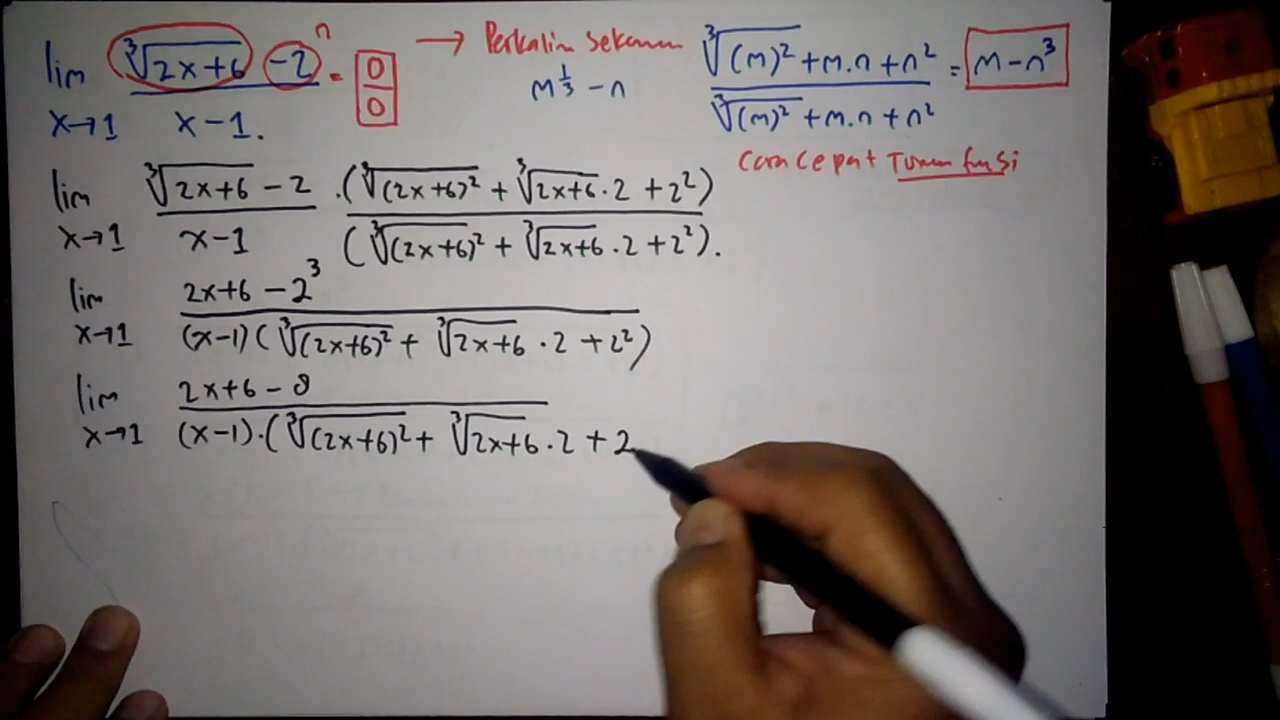 lim x→1 (∛(2x+6) - 2)/(x-1). = 0/0 n → Perkalin Sekawan m^(1/3) - n (∛(m)² + m.n + n²)/(∛(m)² + m.n + n²) = m - n³
Cara Cepat Turun fungsi
lim x→1 (∛(2x+6) - 2)/(x-1) · (∛(2x+6)² + ∛(2x+6) · 2 + 2²)/(∛(2x+6)² + ∛(2x+6) · 2 + 2²).
lim x→1 (2x+6 - 2³)/((x-1)(∛(2x+6)² + ∛(2x+6) · 2 + 2²))
lim x→1 (2x+6 - 8)/((x-1)·(∛(2x+6)² + ∛(2x+6) · 2 + 2